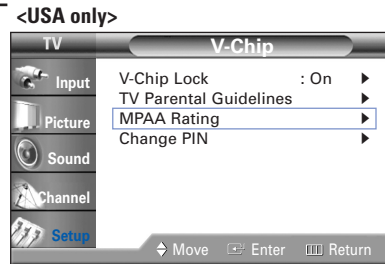 <USA only>
TV
V-Chip
Input
Picture
Sound
Channel
Setup
V-Chip Lock : On
TV Parental Guidelines
MPAA Rating
Change PIN
Move Enter Return